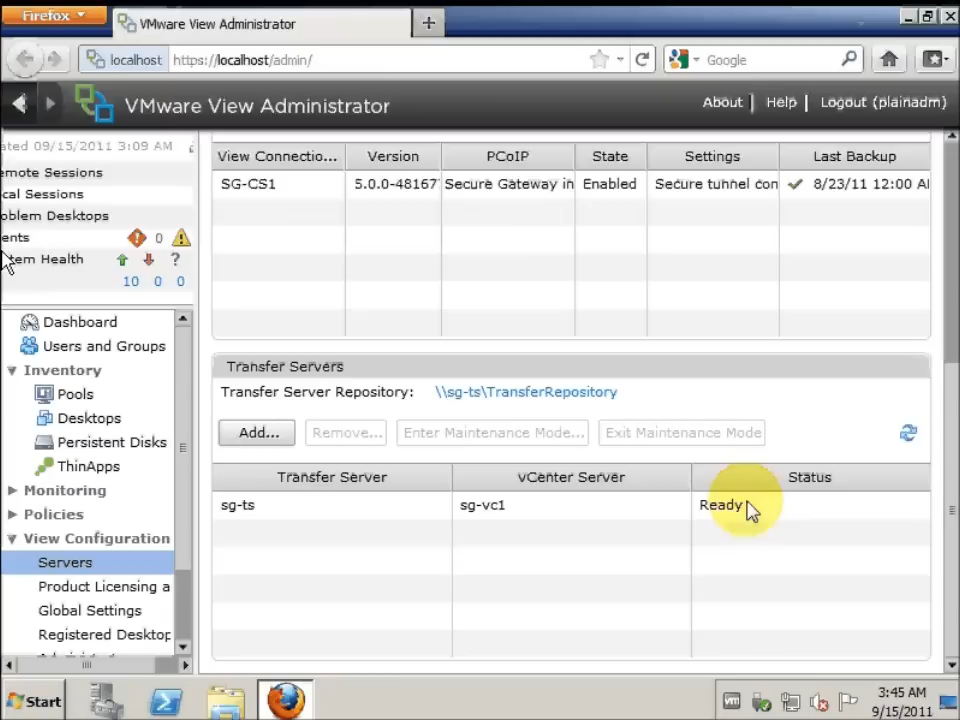 Firefox
VMware View Administrator
localhost
https://localhost/admin/
Google
VMware View Administrator
About
Help
Logout (plainadm)
ated 09/15/2011 3:09 AM
emote Sessions
cal Sessions
oblem Desktops
ents
0
tem Health
10 0 0
Dashboard
Users and Groups
Inventory
Pools
Desktops
Persistent Disks
ThinApps
Monitoring
Policies
View Configuration
Servers
Product Licensing a
Global Settings
Registered Desktop
View Connectio... Version PCoIP State Settings Last Backup
SG-CS1 5.0.0-48167 Secure Gateway in Enabled Secure tunnel con 8/23/11 12:00 AM
Transfer Servers
Transfer Server Repository: \\sg-ts\TransferRepository
Add... Remove... Enter Maintenance Mode... Exit Maintenance Mode
Transfer Server vCenter Server Status
sg-ts sg-vc1 Ready
Start
3:45 AM
9/15/2011